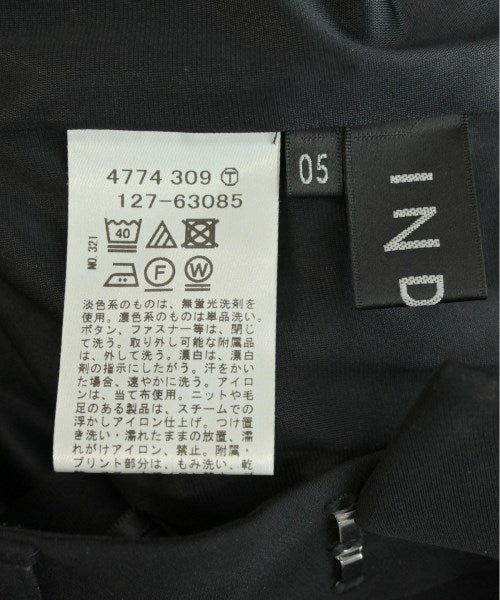 4774 309 Ⓣ
127-63085
NO.321
40
F W
淡色系のものは、無蛍光洗剤を
使用。濃色系のものは単品洗い。
ボタン、ファスナー等は、閉じ
て洗う。取り外し可能な附属品
は、外して洗う。漂白は、漂白
剤の指示にしたがう。汗をかい
た場合、速やかに洗う。アイロ
ンは、当て布使用。ニットや毛
足のある製品は、スチームでの
浮かしアイロン仕上げ。つけ置
き洗い・濡れたままの放置、濡
れがけアイロン、禁止。附属・
プリント部分は、もみ洗い、乾
05
IND